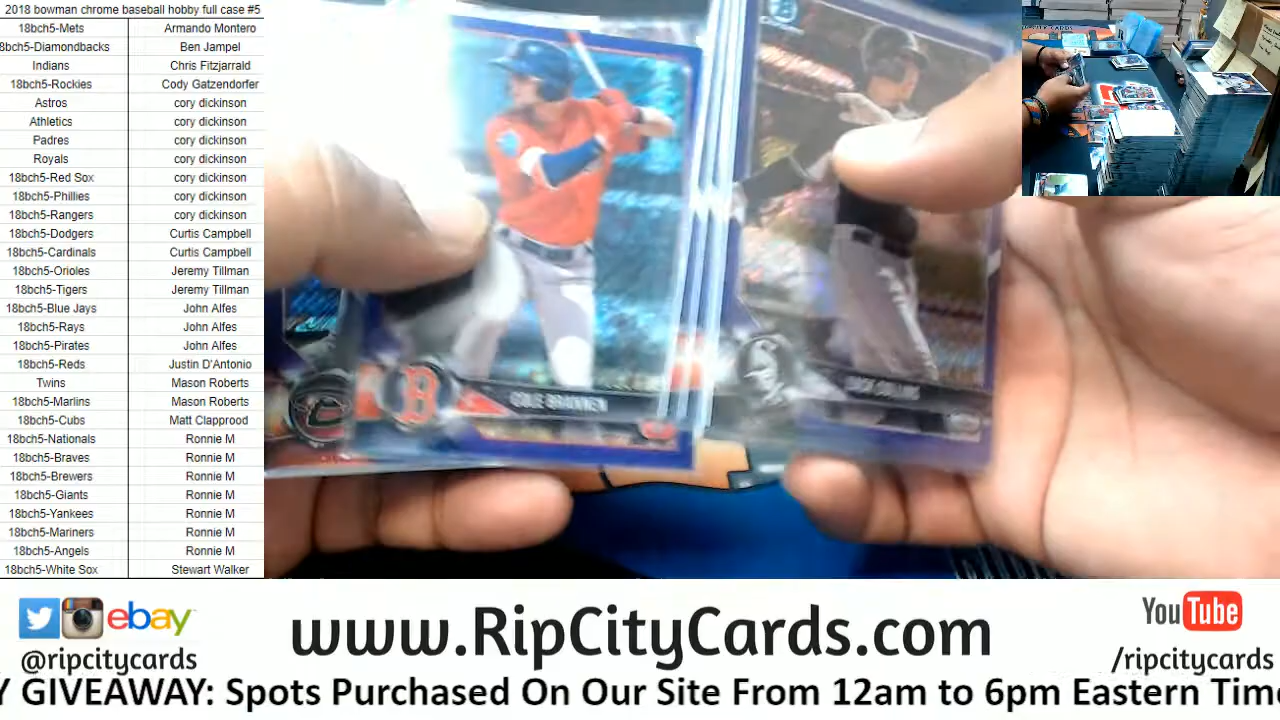 2018 bowman chrome baseball hobby full case #5
18bch5-Mets Armando Montero
8bch5-Diamondbacks Ben Jampel
Indians Chris Fitzjarrald
18bch5-Rockies Cody Gatzendorfer
Astros cory dickinson
Athletics cory dickinson
Padres cory dickinson
Royals cory dickinson
18bch5-Red Sox cory dickinson
18bch5-Phillies cory dickinson
18bch5-Rangers cory dickinson
18bch5-Dodgers Curtis Campbell
18bch5-Cardinals Curtis Campbell
18bch5-Orioles Jeremy Tillman
18bch5-Tigers Jeremy Tillman
18bch5-Blue Jays John Alfes
18bch5-Rays John Alfes
18bch5-Pirates John Alfes
18bch5-Reds Justin D'Antonio
Twins Mason Roberts
18bch5-Marlins Mason Roberts
18bch5-Cubs Matt Clapprood
18bch5-Nationals Ronnie M
18bch5-Braves Ronnie M
18bch5-Brewers Ronnie M
18bch5-Giants Ronnie M
18bch5-Yankees Ronnie M
18bch5-Mariners Ronnie M
18bch5-Angels Ronnie M
18bch5-White Sox Stewart Walker
B COLE BRANNEN
ebay
@ripcitycards
www.RipCityCards.com
YouTube
/ripcitycards
Y GIVEAWAY: Spots Purchased On Our Site From 12am to 6pm Eastern Time